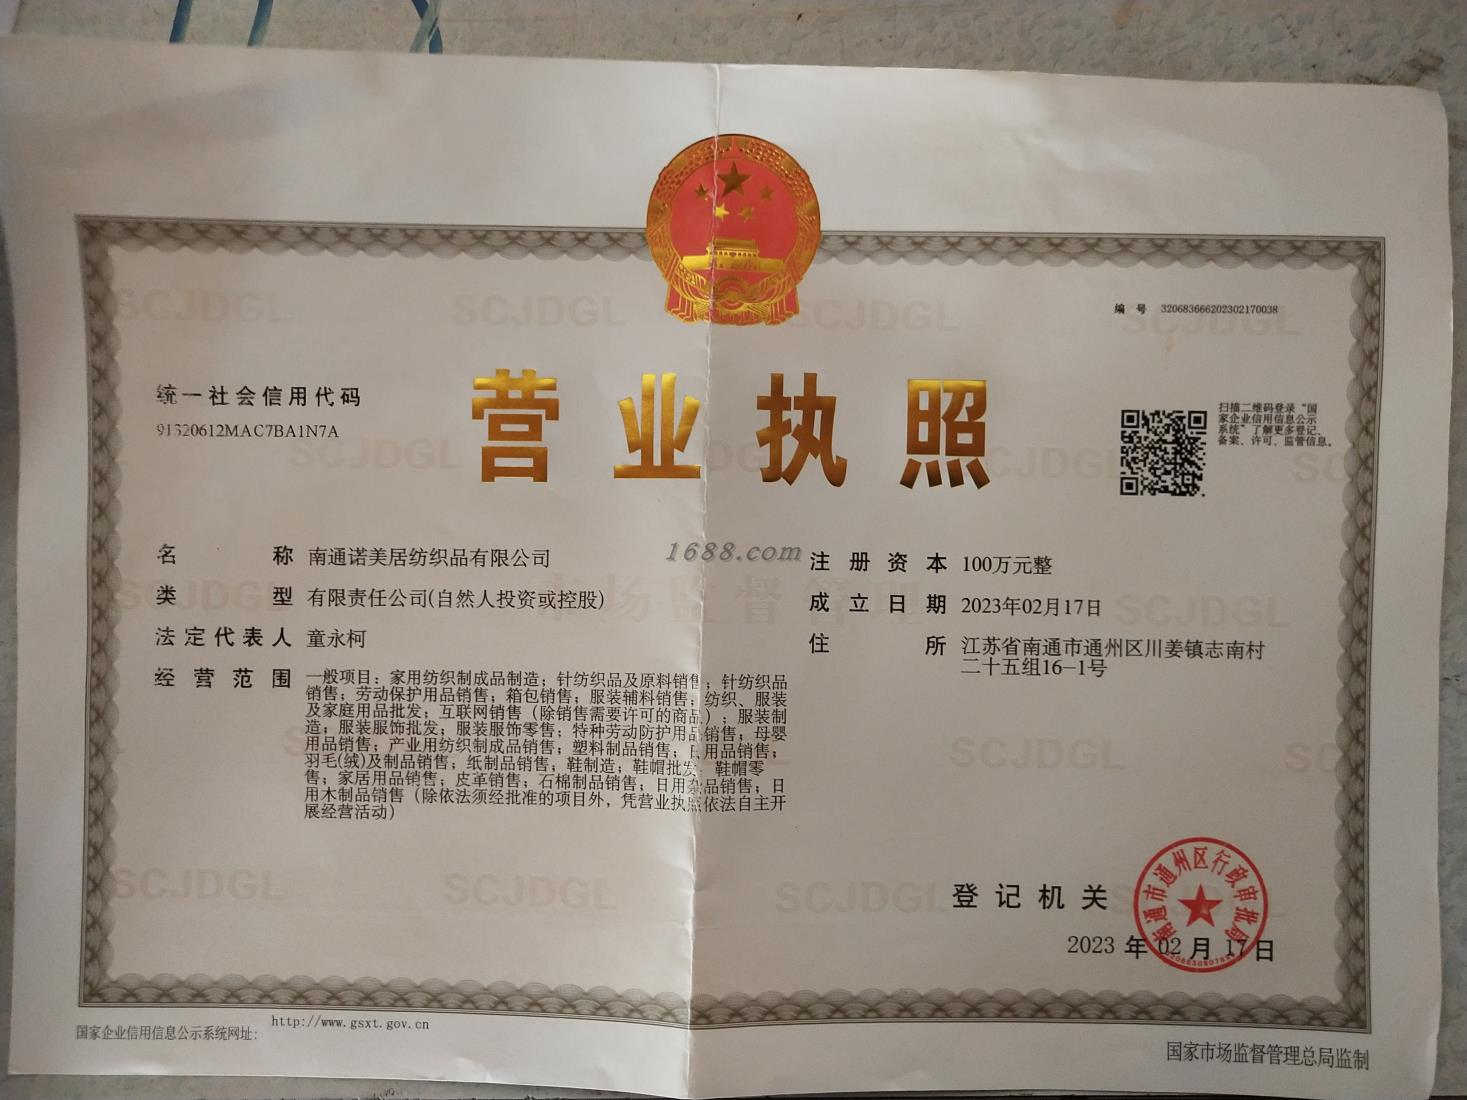 编 号 320683666202302170038
统一社会信用代码
91320612MAC7BA1N7A
营业执照
扫描二维码登录“国
家企业信用信息公示
系统”了解更多登记、
备案、许可、监管信息。
1688.com
名 称 南通诺美居纺织品有限公司
类 型 有限责任公司(自然人投资或控股)
法定代表人 童永柯
经营范围 一般项目：家用纺织制成品制造；针纺织品及原料销售；针纺织品
销售；劳动保护用品销售；箱包销售；服装辅料销售；纺织、服装
及家庭用品批发；互联网销售（除销售需要许可的商品）；服装制
造；服装服饰批发；服装服饰零售；特种劳动防护用品销售；母婴
用品销售；产业用纺织制成品销售；塑料制品销售；日用品销售；
羽毛(绒)及制品销售；纸制品销售；鞋制造；鞋帽批发；鞋帽零
售；家居用品销售；皮革销售；石棉制品销售；日用杂品销售；日
用木制品销售（除依法须经批准的项目外，凭营业执照依法自主开
展经营活动）
注册资本 100万元整
成立日期 2023年02月17日
住 所 江苏省南通市通州区川姜镇志南村
二十五组16-1号
SCJDGL
市场监督管理
登记机关
南通市通州区行政审批局
2023 年 02 月 17 日
国家企业信用信息公示系统网址： http://www.gsxt.gov.cn
国家市场监督管理总局监制